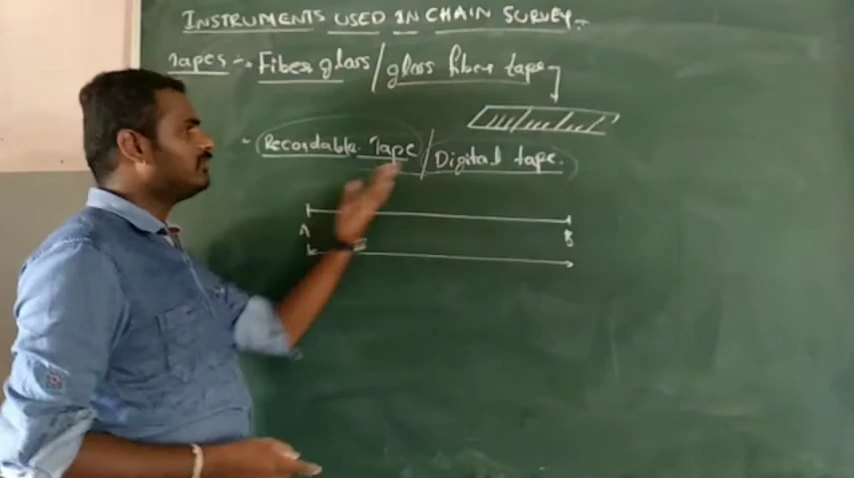 INSTRUMENTS USED IN CHAIN SURVEY:-
Tapes :- Fiber glass / glass fiber tape
- Recordable Tape / Digital tape.
A B